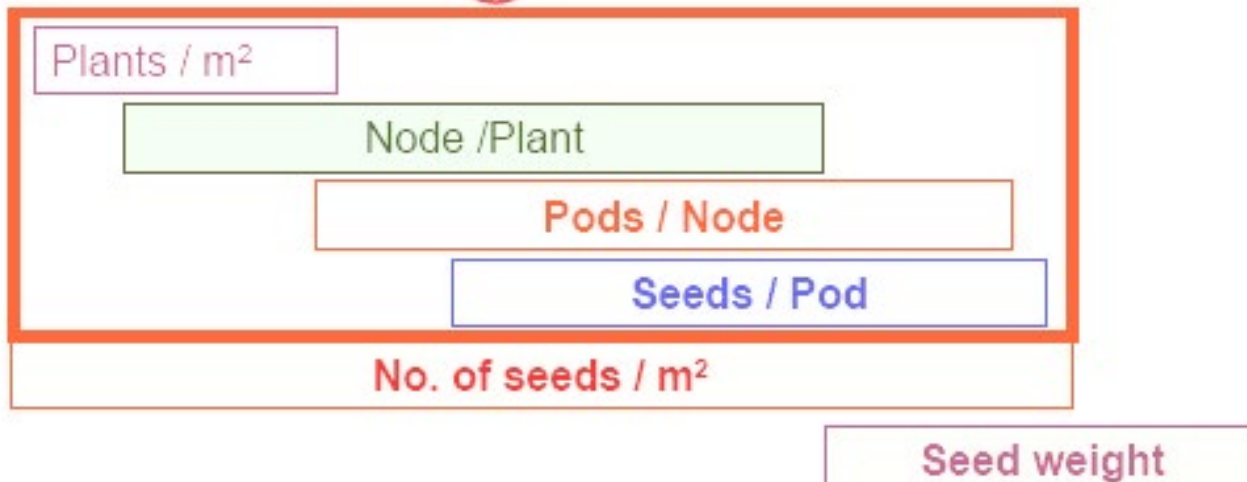 Plants / m²
Node /Plant
Pods / Node
Seeds / Pod
No. of seeds / m²
Seed weight